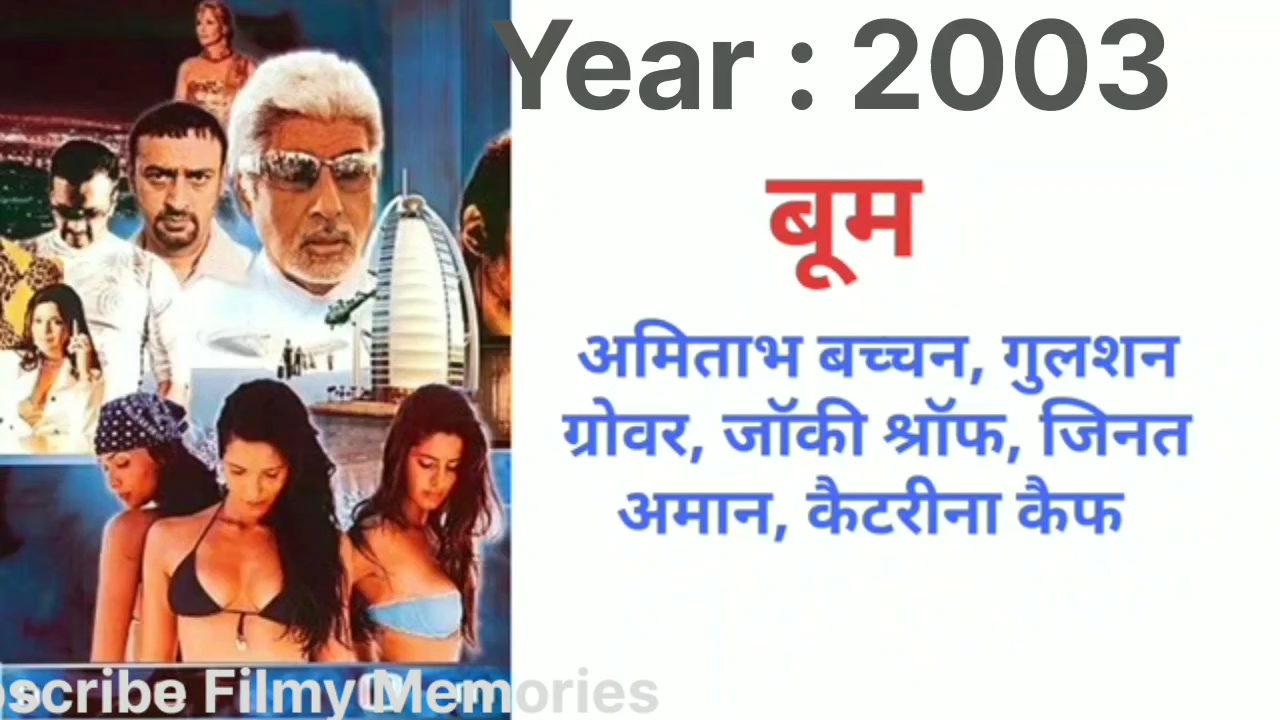 Year : 2003
बूम
अमिताभ बच्चन, गुलशन
ग्रोवर, जॉकी श्रॉफ, जिनत
अमान, कैटरीना कैफ
scribe Filmy Memories